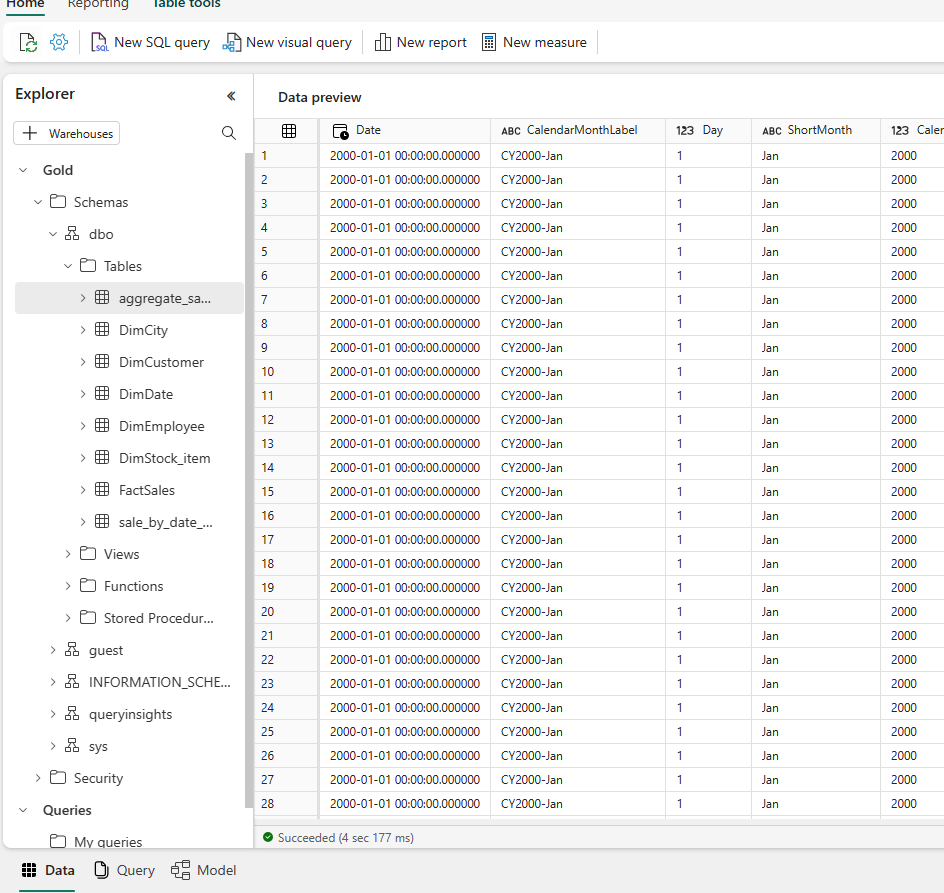 Home Reporting Table tools
New SQL query New visual query New report New measure
Explorer
Warehouses
Gold
Schemas
dbo
Tables
aggregate_sa...
DimCity
DimCustomer
DimDate
DimEmployee
DimStock_item
FactSales
sale_by_date_...
Views
Functions
Stored Procedur...
guest
INFORMATION_SCHE...
queryinsights
sys
Security
Queries
My queries
Data preview
Date ABC CalendarMonthLabel 123 Day ABC ShortMonth 123 Caler
1 2000-01-01 00:00:00.000000 CY2000-Jan 1 Jan 2000
2 2000-01-01 00:00:00.000000 CY2000-Jan 1 Jan 2000
3 2000-01-01 00:00:00.000000 CY2000-Jan 1 Jan 2000
4 2000-01-01 00:00:00.000000 CY2000-Jan 1 Jan 2000
5 2000-01-01 00:00:00.000000 CY2000-Jan 1 Jan 2000
6 2000-01-01 00:00:00.000000 CY2000-Jan 1 Jan 2000
7 2000-01-01 00:00:00.000000 CY2000-Jan 1 Jan 2000
8 2000-01-01 00:00:00.000000 CY2000-Jan 1 Jan 2000
9 2000-01-01 00:00:00.000000 CY2000-Jan 1 Jan 2000
10 2000-01-01 00:00:00.000000 CY2000-Jan 1 Jan 2000
11 2000-01-01 00:00:00.000000 CY2000-Jan 1 Jan 2000
12 2000-01-01 00:00:00.000000 CY2000-Jan 1 Jan 2000
13 2000-01-01 00:00:00.000000 CY2000-Jan 1 Jan 2000
14 2000-01-01 00:00:00.000000 CY2000-Jan 1 Jan 2000
15 2000-01-01 00:00:00.000000 CY2000-Jan 1 Jan 2000
16 2000-01-01 00:00:00.000000 CY2000-Jan 1 Jan 2000
17 2000-01-01 00:00:00.000000 CY2000-Jan 1 Jan 2000
18 2000-01-01 00:00:00.000000 CY2000-Jan 1 Jan 2000
19 2000-01-01 00:00:00.000000 CY2000-Jan 1 Jan 2000
20 2000-01-01 00:00:00.000000 CY2000-Jan 1 Jan 2000
21 2000-01-01 00:00:00.000000 CY2000-Jan 1 Jan 2000
22 2000-01-01 00:00:00.000000 CY2000-Jan 1 Jan 2000
23 2000-01-01 00:00:00.000000 CY2000-Jan 1 Jan 2000
24 2000-01-01 00:00:00.000000 CY2000-Jan 1 Jan 2000
25 2000-01-01 00:00:00.000000 CY2000-Jan 1 Jan 2000
26 2000-01-01 00:00:00.000000 CY2000-Jan 1 Jan 2000
27 2000-01-01 00:00:00.000000 CY2000-Jan 1 Jan 2000
28 2000-01-01 00:00:00.000000 CY2000-Jan 1 Jan 2000
Succeeded (4 sec 177 ms)
Data Query Model